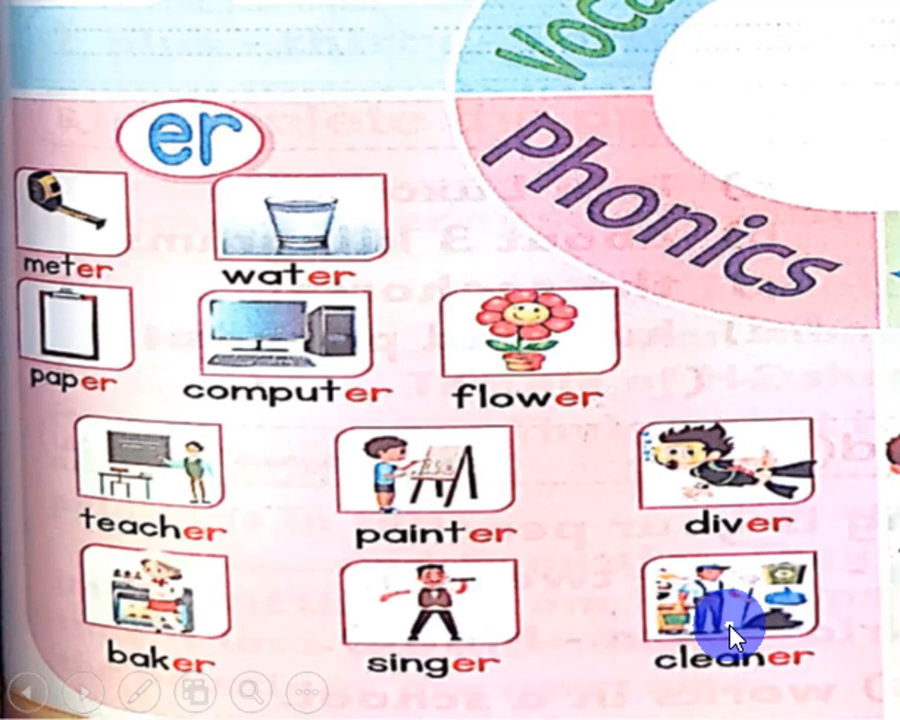 Voca
Phonics
er
meter
water
paper
computer
flower
teacher
painter
diver
baker
singer
cleaner